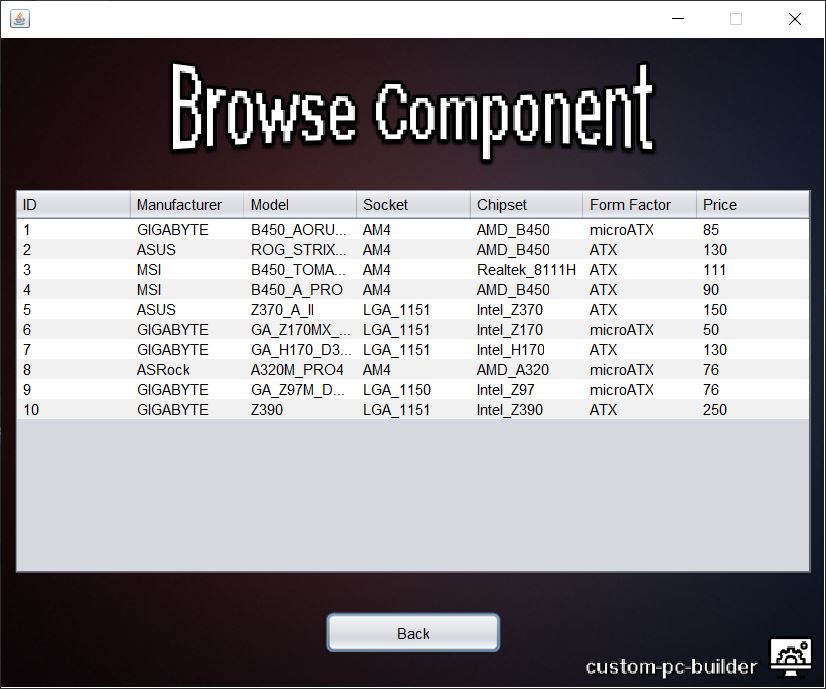 Browse Component
ID Manufacturer Model Socket Chipset Form Factor Price
1 GIGABYTE B450_AORU... AM4 AMD_B450 microATX 85
2 ASUS ROG_STRIX... AM4 AMD_B450 ATX 130
3 MSI B450_TOMA... AM4 Realtek_8111H ATX 111
4 MSI B450_A_PRO AM4 AMD_B450 ATX 90
5 ASUS Z370_A_II LGA_1151 Intel_Z370 ATX 150
6 GIGABYTE GA_Z170MX_... LGA_1151 Intel_Z170 microATX 50
7 GIGABYTE GA_H170_D3... LGA_1151 Intel_H170 ATX 130
8 ASRock A320M_PRO4 AM4 AMD_A320 microATX 76
9 GIGABYTE GA_Z97M_D... LGA_1150 Intel_Z97 microATX 76
10 GIGABYTE Z390 LGA_1151 Intel_Z390 ATX 250
Back
custom-pc-builder